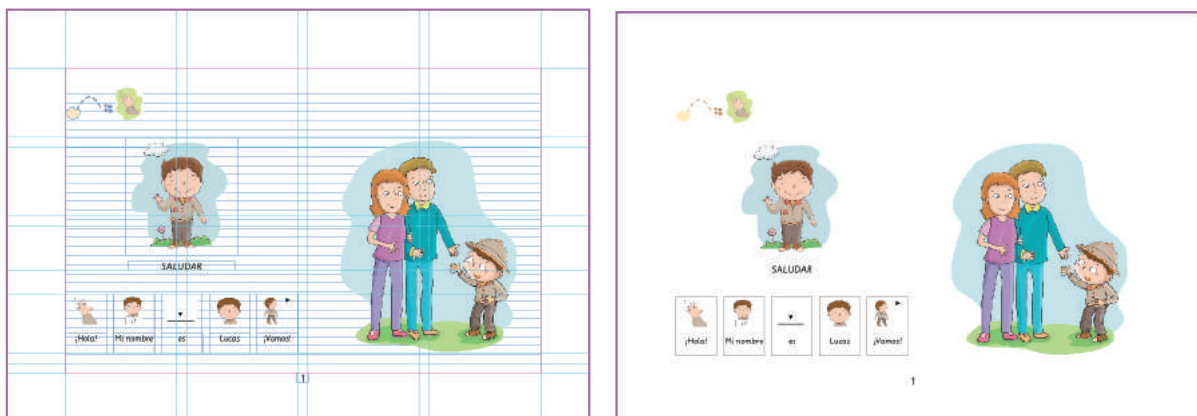 SALUDAR
¡Hola! Mi nombre es Lucas ¡Vamos!
1
SALUDAR
¡Hola! Mi nombre es Lucas ¡Vamos!
1